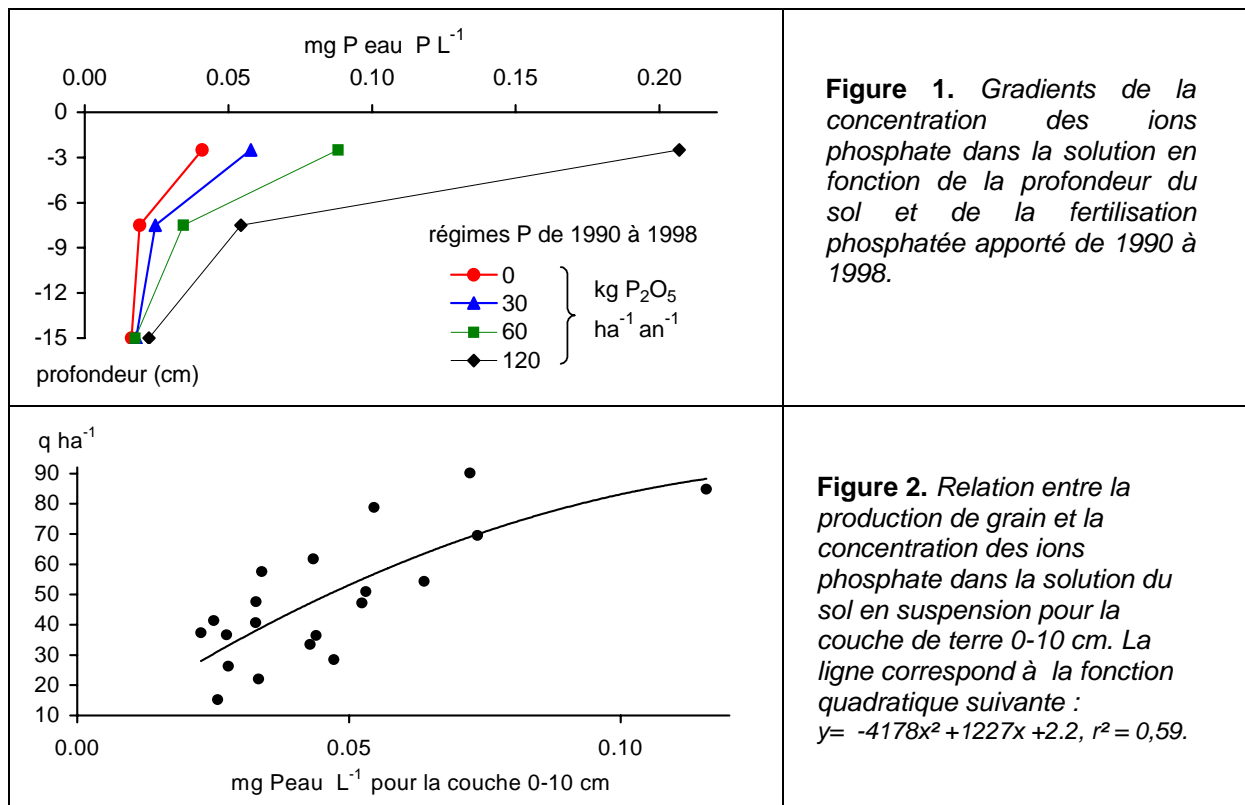 mg P eau P L⁻¹
0.00 0.05 0.10 0.15 0.20
0
-3
-6
-9
-12
-15
profondeur (cm)
régimes P de 1990 à 1998
0
30
60
120
kg P₂O₅
ha⁻¹ an⁻¹
Figure 1. Gradients de la
concentration des ions
phosphate dans la solution en
fonction de la profondeur du
sol et de la fertilisation
phosphatée apporté de 1990 à
1998.
q ha⁻¹
90
80
70
60
50
40
30
20
10
0.00 0.05 0.10
mg Peau L⁻¹ pour la couche 0-10 cm
Figure 2. Relation entre la
production de grain et la
concentration des ions
phosphate dans la solution du
sol en suspension pour la
couche de terre 0-10 cm. La
ligne correspond à la fonction
quadratique suivante :
y= -4178x² +1227x +2.2, r² = 0,59.